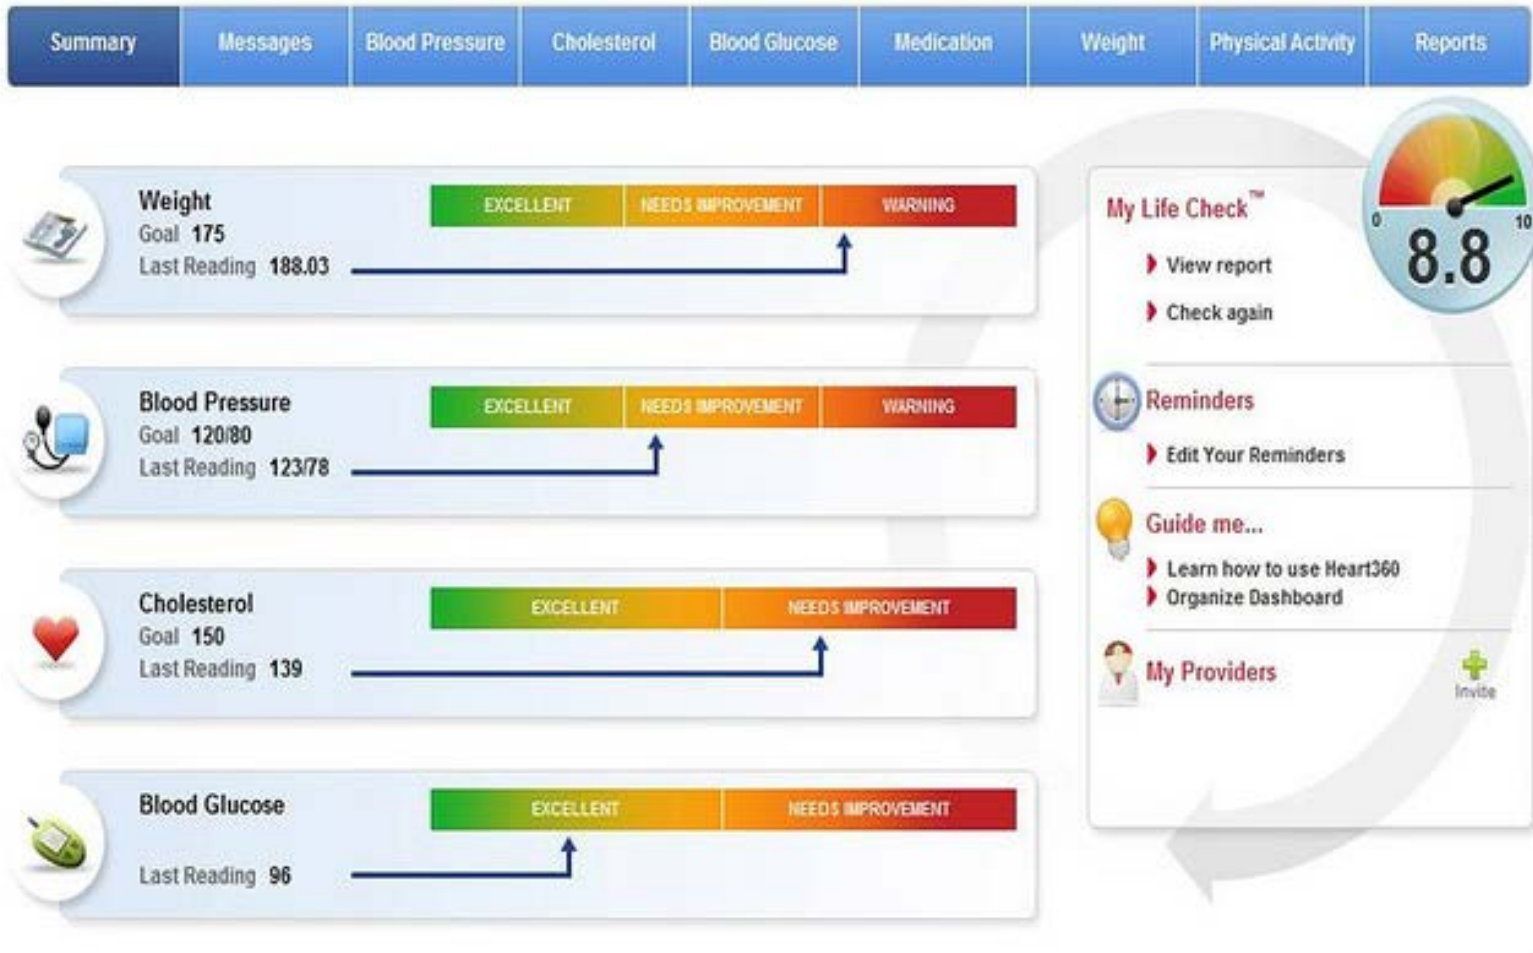 Summary Messages Blood Pressure Cholesterol Blood Glucose Medication Weight Physical Activity Reports
Weight
Goal 175
Last Reading 188.03
EXCELLENT NEEDS IMPROVEMENT WARNING
Blood Pressure
Goal 120/80
Last Reading 123/78
EXCELLENT NEEDS IMPROVEMENT WARNING
Cholesterol
Goal 150
Last Reading 139
EXCELLENT NEEDS IMPROVEMENT
Blood Glucose
Last Reading 96
EXCELLENT NEEDS IMPROVEMENT
My Life Check™
0 10
8.8
View report
Check again
Reminders
Edit Your Reminders
Guide me...
Learn how to use Heart360
Organize Dashboard
My Providers
Invite